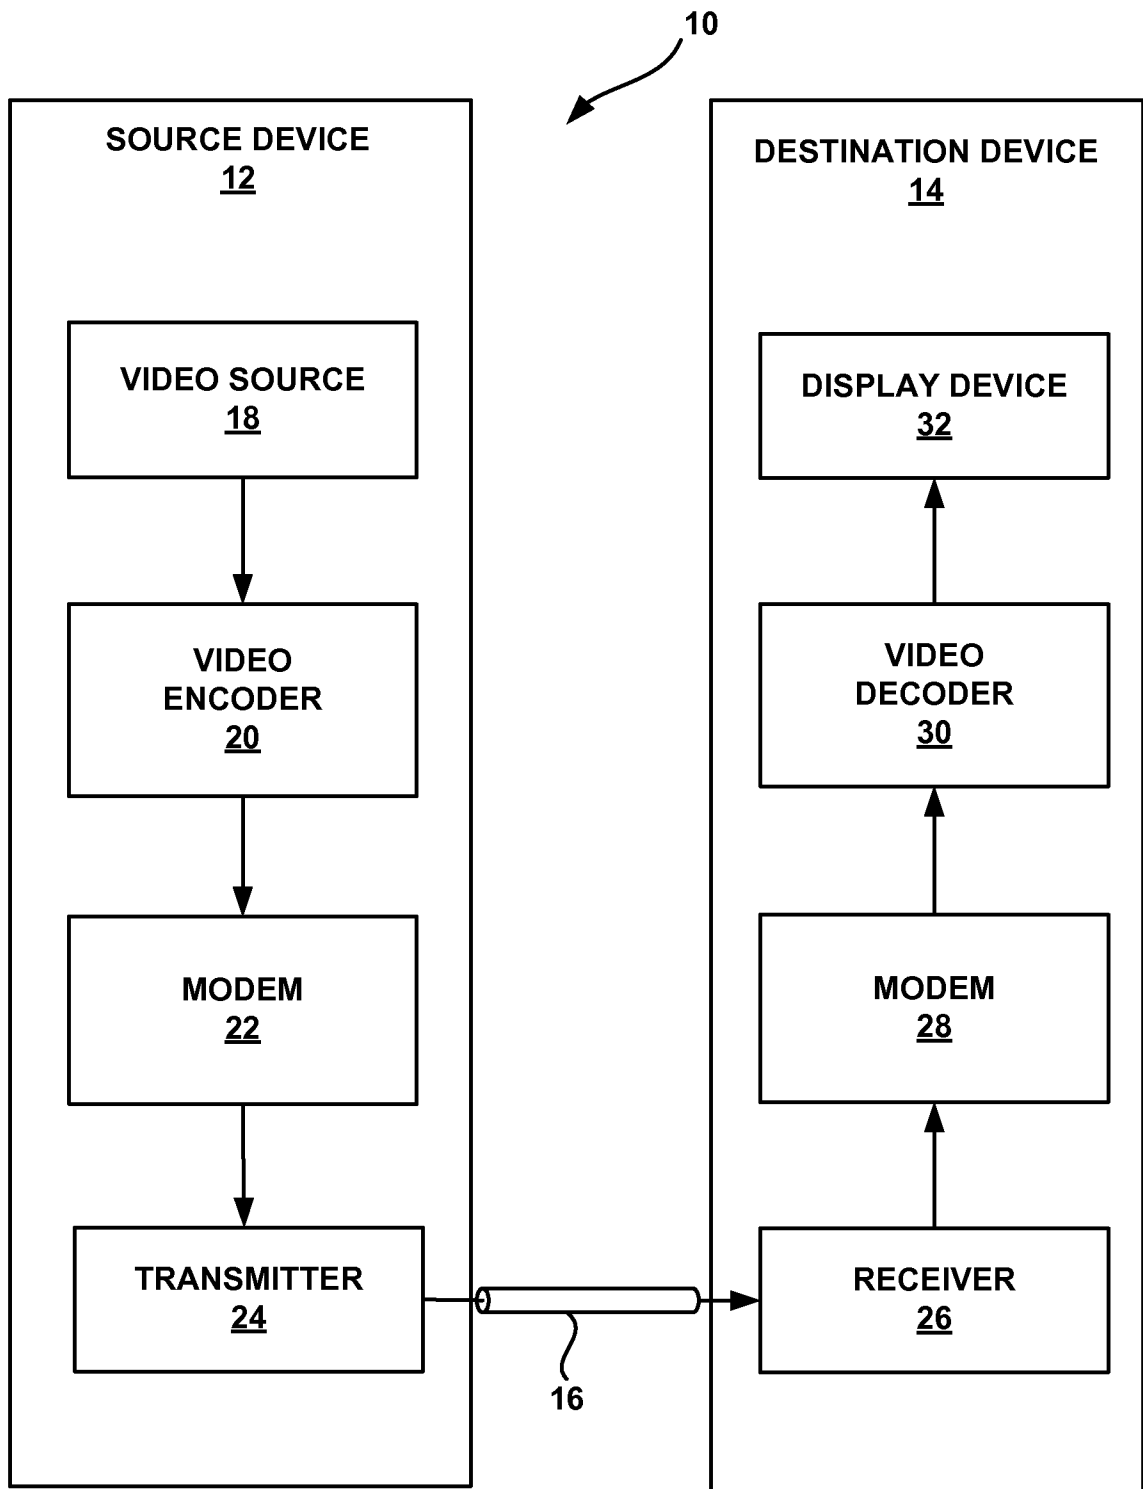 10
SOURCE DEVICE
12
VIDEO SOURCE
18
VIDEO
ENCODER
20
MODEM
22
TRANSMITTER
24
16
DESTINATION DEVICE
14
DISPLAY DEVICE
32
VIDEO
DECODER
30
MODEM
28
RECEIVER
26